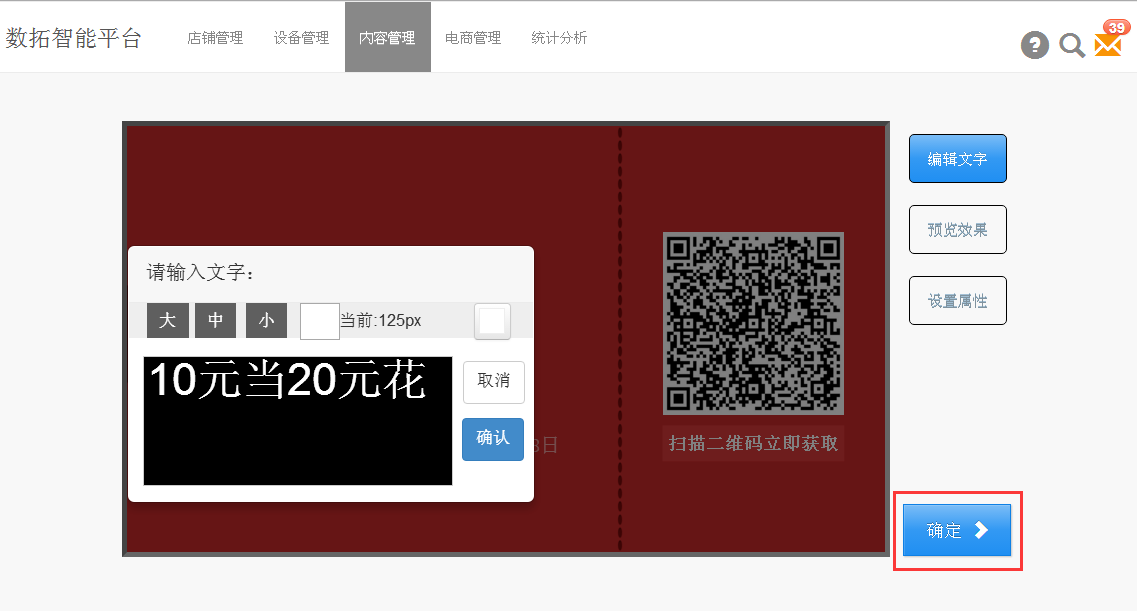 数拓智能平台
店铺管理
设备管理
内容管理
电商管理
统计分析
?
39
编辑文字
预览效果
设置属性
请输入文字：
大
中
小
当前:125px
10元当20元花
取消
确认
日
扫描二维码立即获取
确定